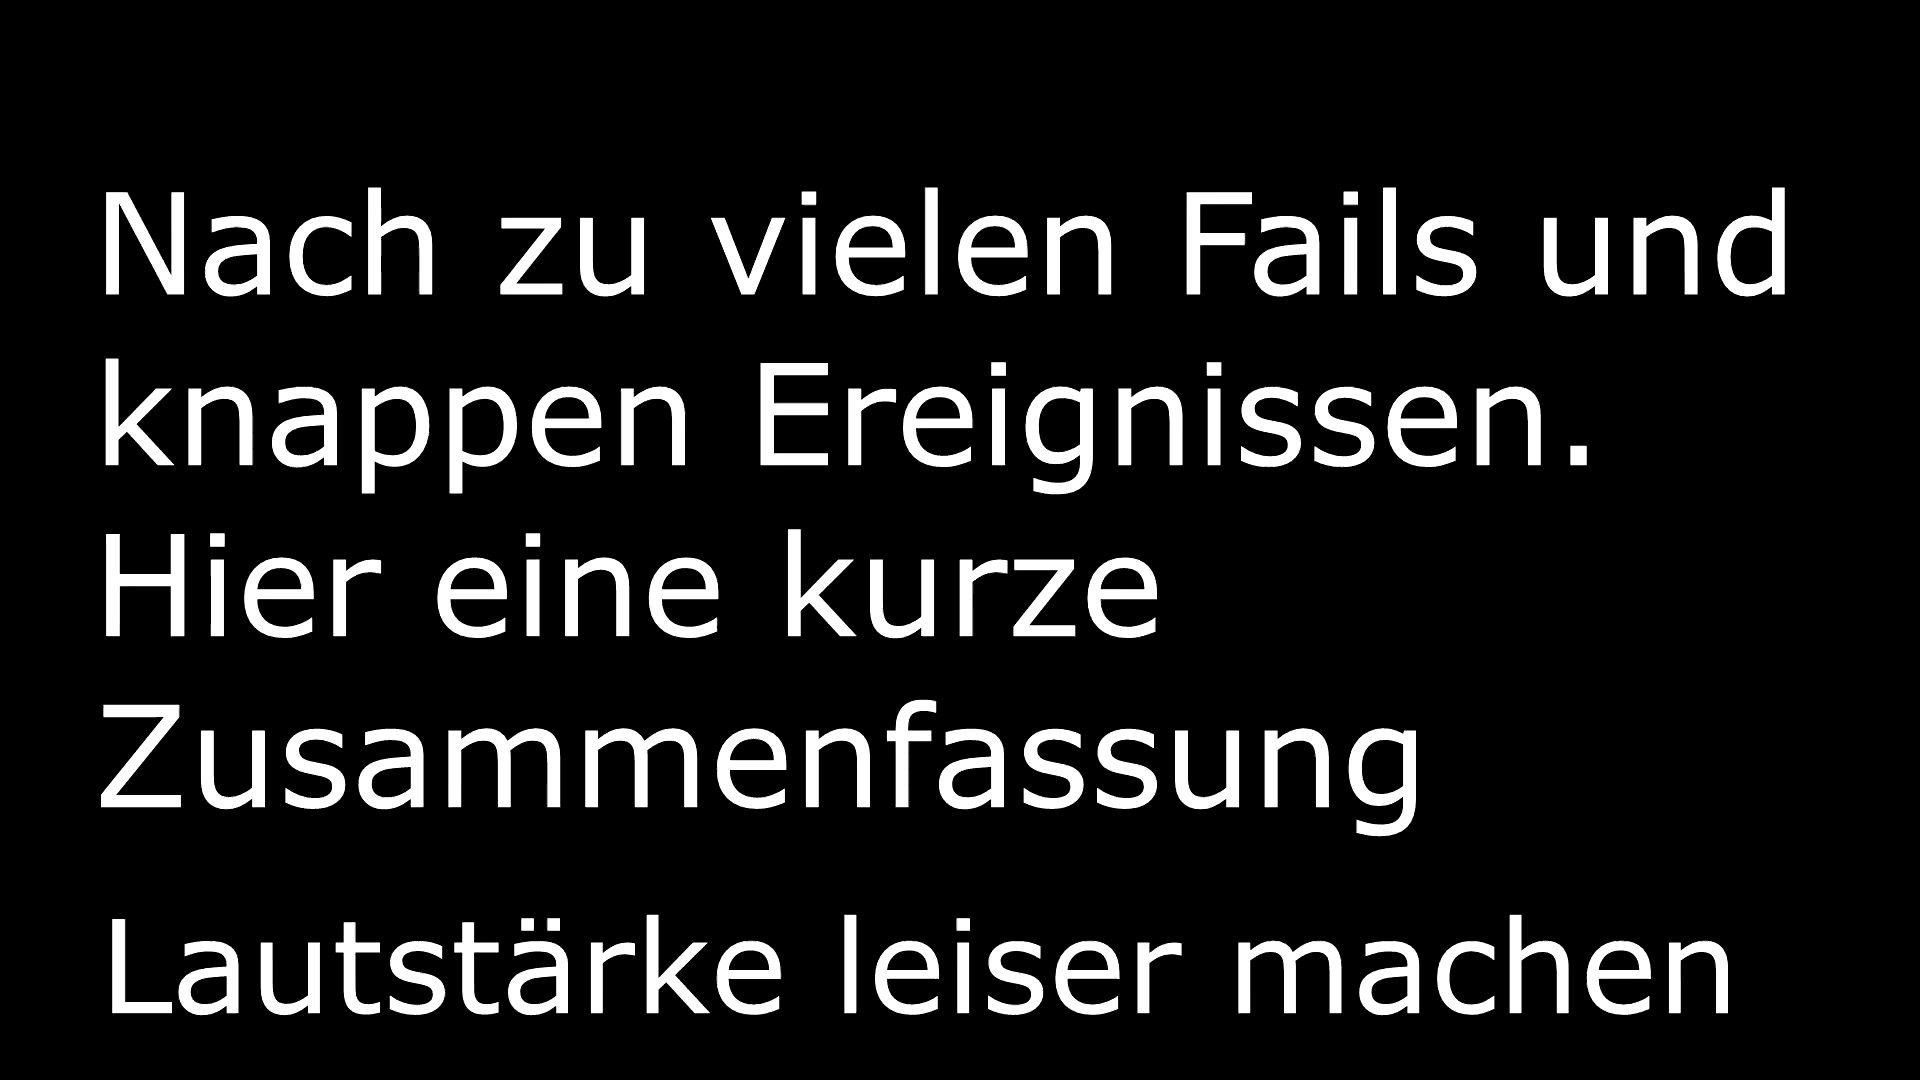 Nach zu vielen Fails und
knappen Ereignissen.
Hier eine kurze
Zusammenfassung
Lautstärke leiser machen